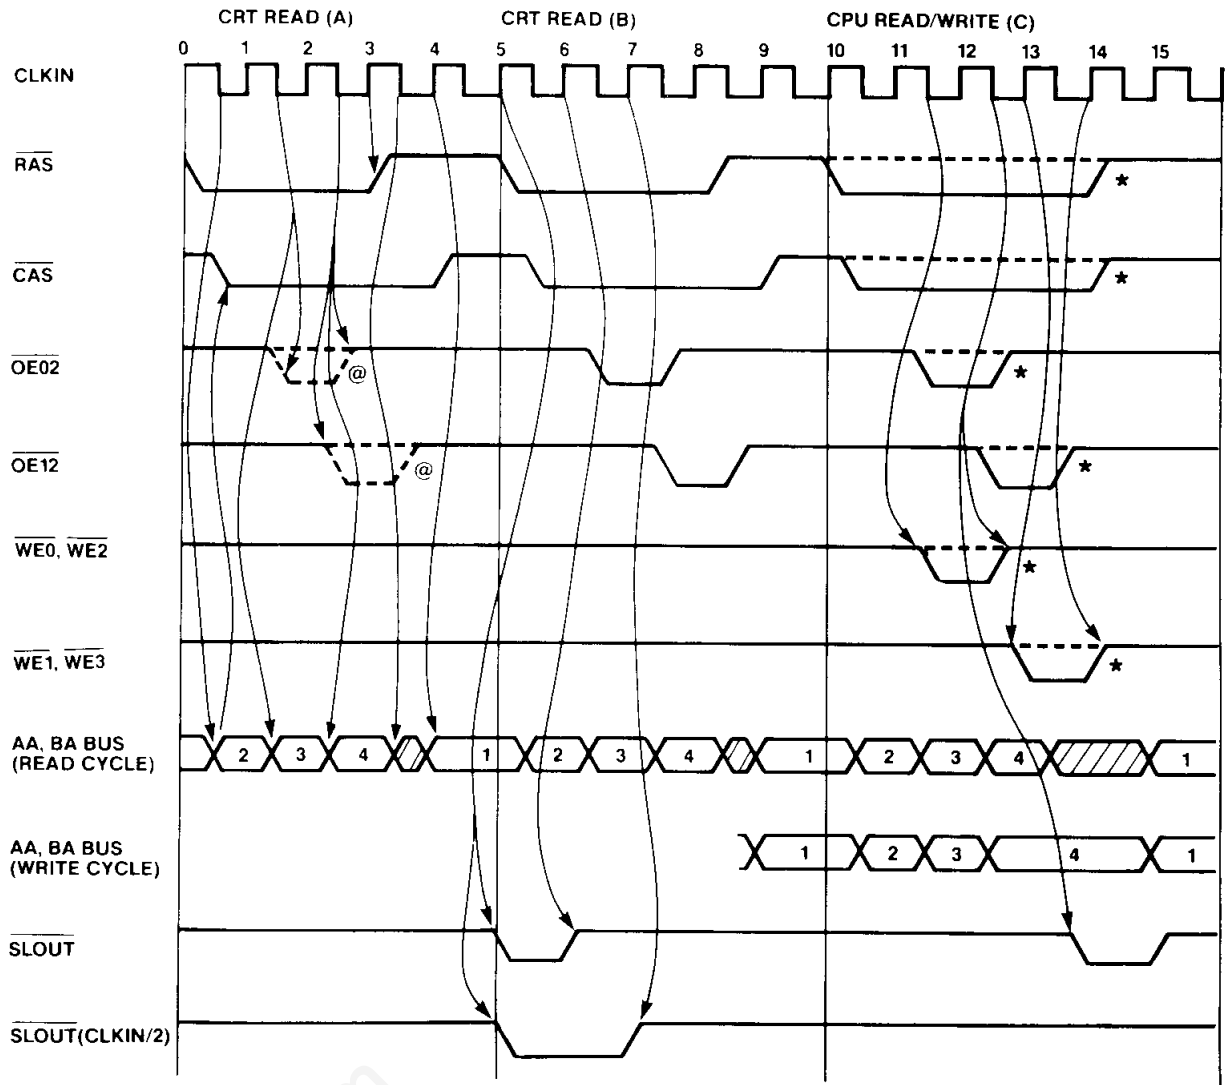 CRT READ (A) CRT READ (B) CPU READ/WRITE (C)
0 1 2 3 4 5 6 7 8 9 10 11 12 13 14 15
CLKIN
RAS
*
CAS
*
OE02
@ *
OE12
@ *
WE0, WE2
*
WE1, WE3
*
AA, BA BUS
(READ CYCLE)
2 3 4 1 2 3 4 1 2 3 4 1
AA, BA BUS
(WRITE CYCLE)
1 2 3 4 1
SLOUT
SLOUT(CLKIN/2)